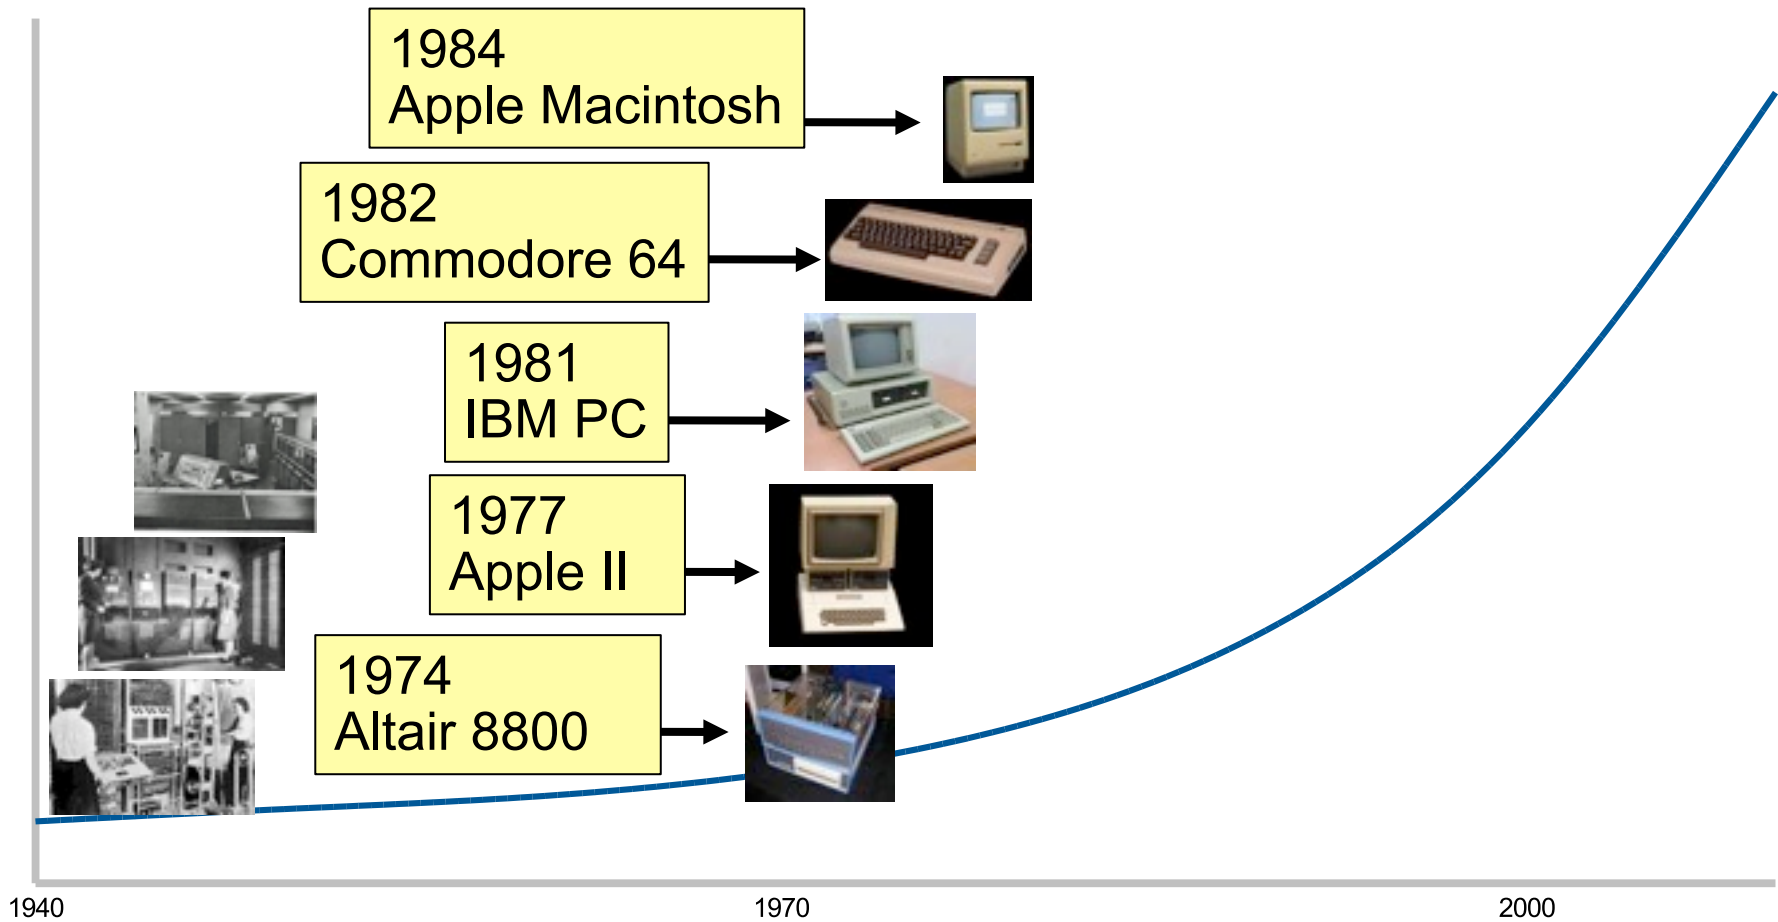 1984
Apple Macintosh
1982
Commodore 64
1981
IBM PC
1977
Apple II
1974
Altair 8800
1940
1970
2000